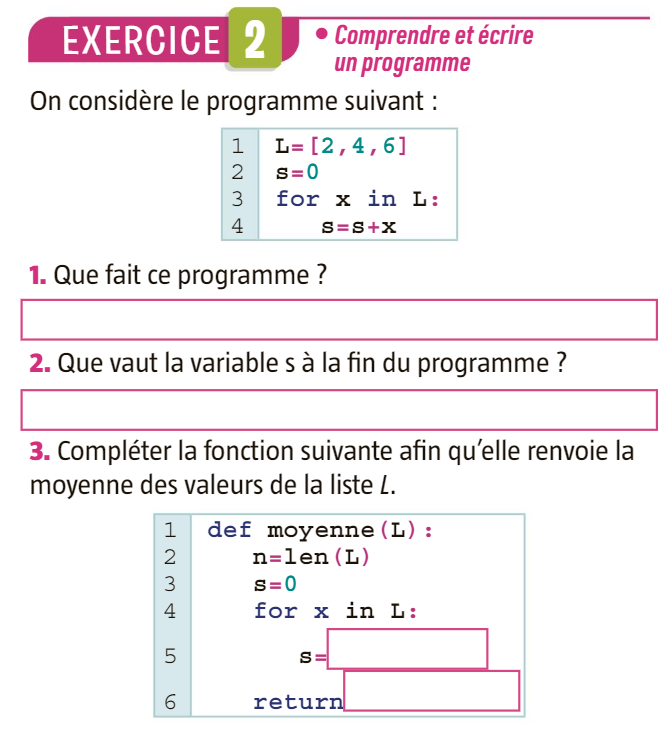 EXERCICE 2
• Comprendre et écrire
un programme
On considère le programme suivant :
1 L=[2,4,6]
2 s=0
3 for x in L:
4 s=s+x
1. Que fait ce programme ?
2. Que vaut la variable s à la fin du programme ?
3. Compléter la fonction suivante afin qu’elle renvoie la
moyenne des valeurs de la liste L.
1 def moyenne(L):
2 n=len(L)
3 s=0
4 for x in L:
5 s=
6 return